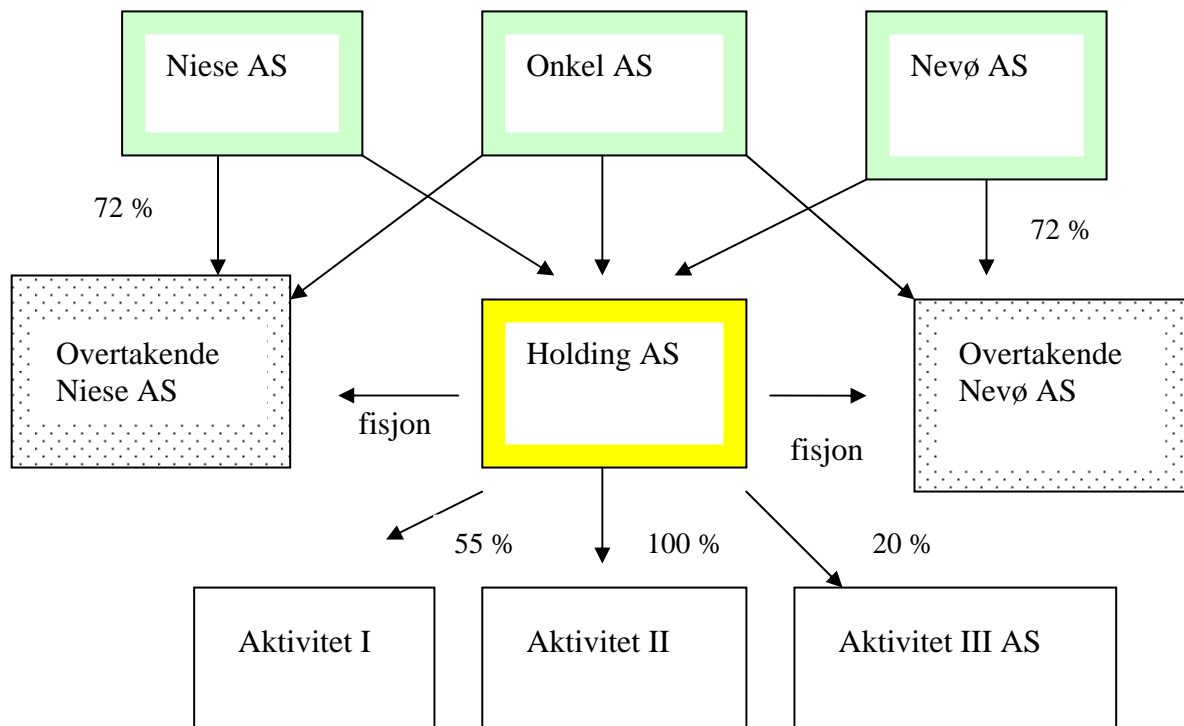 Niese AS
Onkel AS
Nevø AS
72 %
72 %
Overtakende
Niese AS
Holding AS
Overtakende
Nevø AS
fisjon
fisjon
55 %
100 %
20 %
Aktivitet I
Aktivitet II
Aktivitet III AS